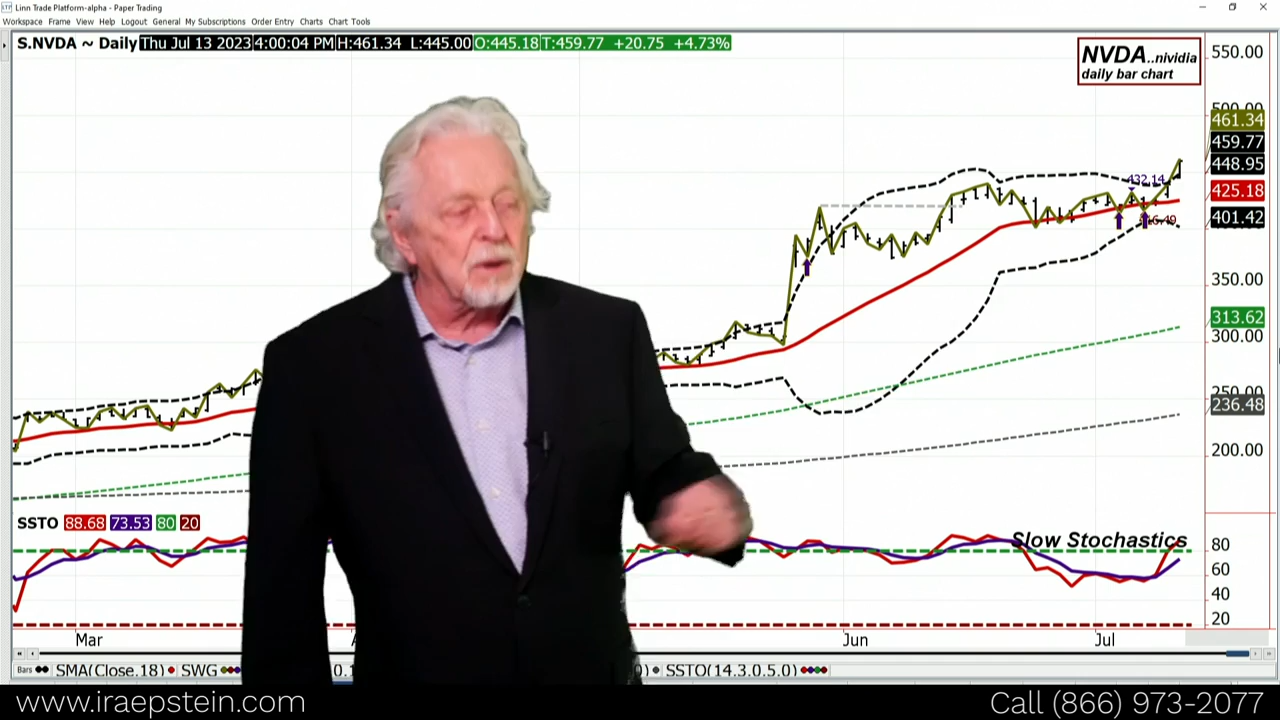 Linn Trade Platform-alpha - Paper Trading
Workspace Frame View Help Logout General My Subscriptions Order Entry Charts Chart Tools
S.NVDA ~ Daily Thu Jul 13 2023 4:00:04 PM H:461.34 L:445.00 O:445.18 T:459.77 +20.75 +4.73%
NVDA..nividia
daily bar chart
550.00
500.00
461.34
459.77
448.95
432.14
425.18
401.42
350.00
313.62
300.00
250.00
236.48
200.00
SSTO 88.68 73.53 80 20
Slow Stochastics
80
60
40
20
Mar Jun Jul
Bars SMA(Close.18) SWG SSTO(14.3.0.5.0)
www.iraepstein.com Call (866) 973-2077